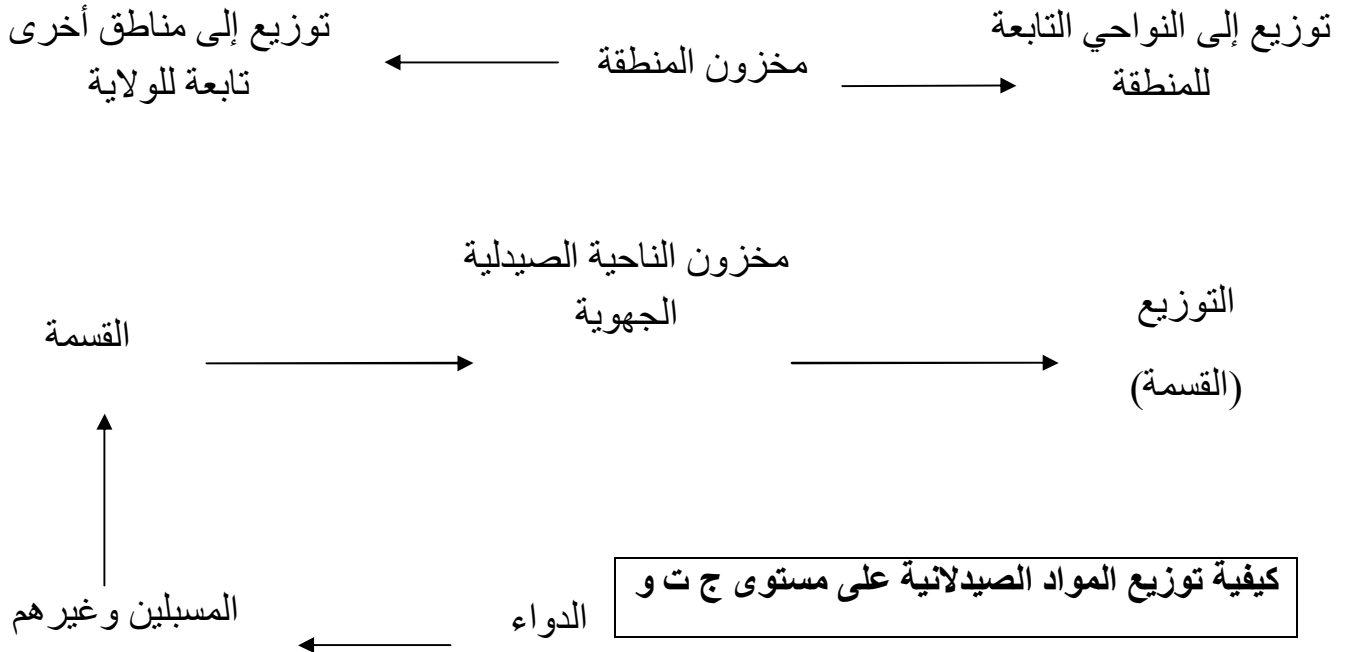 توزيع إلى النواحي التابعة
للمنطقة
مخزون المنطقة
توزيع إلى مناطق أخرى
تابعة للولاية
مخزون الناحية الصيدلية
الجهوية
التوزيع
(القسمة)
القسمة
كيفية توزيع المواد الصيدلانية على مستوى ج ت و
الدواء
المسبلين وغيرهم